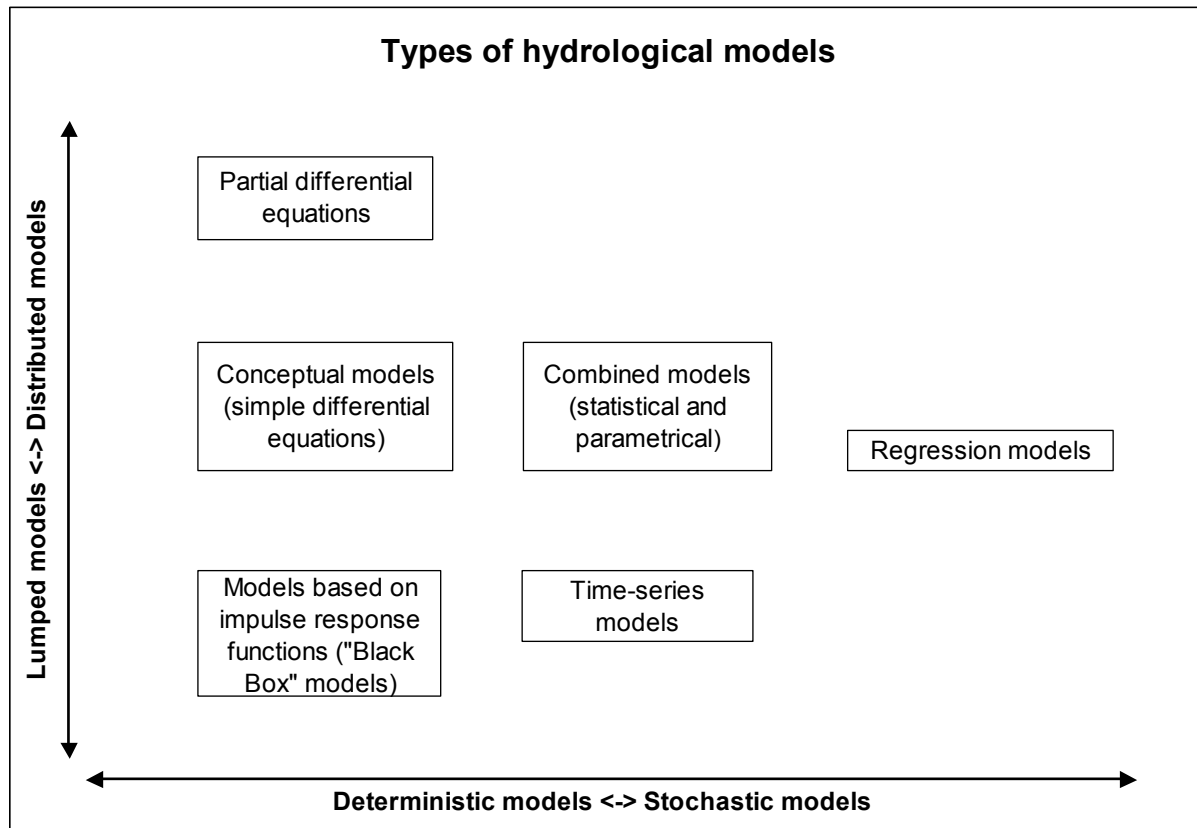 Types of hydrological models
Lumped models <-> Distributed models
Partial differential
equations
Conceptual models
(simple differential
equations)
Combined models
(statistical and
parametrical)
Regression models
Models based on
impulse response
functions ("Black
Box" models)
Time-series
models
Deterministic models <-> Stochastic models